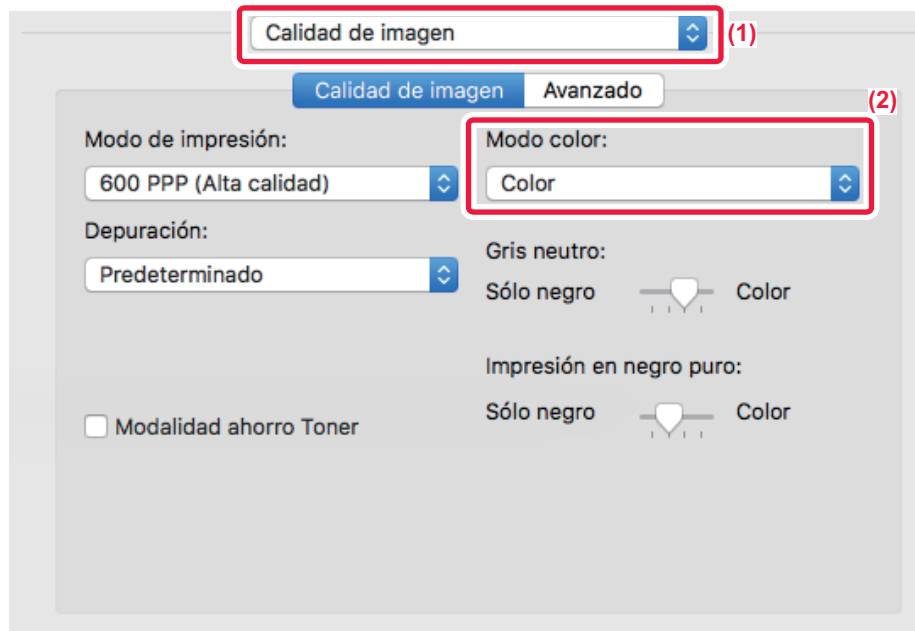 Calidad de imagen
(1)
Calidad de imagen Avanzado
(2)
Modo de impresión:
600 PPP (Alta calidad)
Depuración:
Predeterminado
Modalidad ahorro Toner
Modo color:
Color
Gris neutro:
Sólo negro Color
Impresión en negro puro:
Sólo negro Color